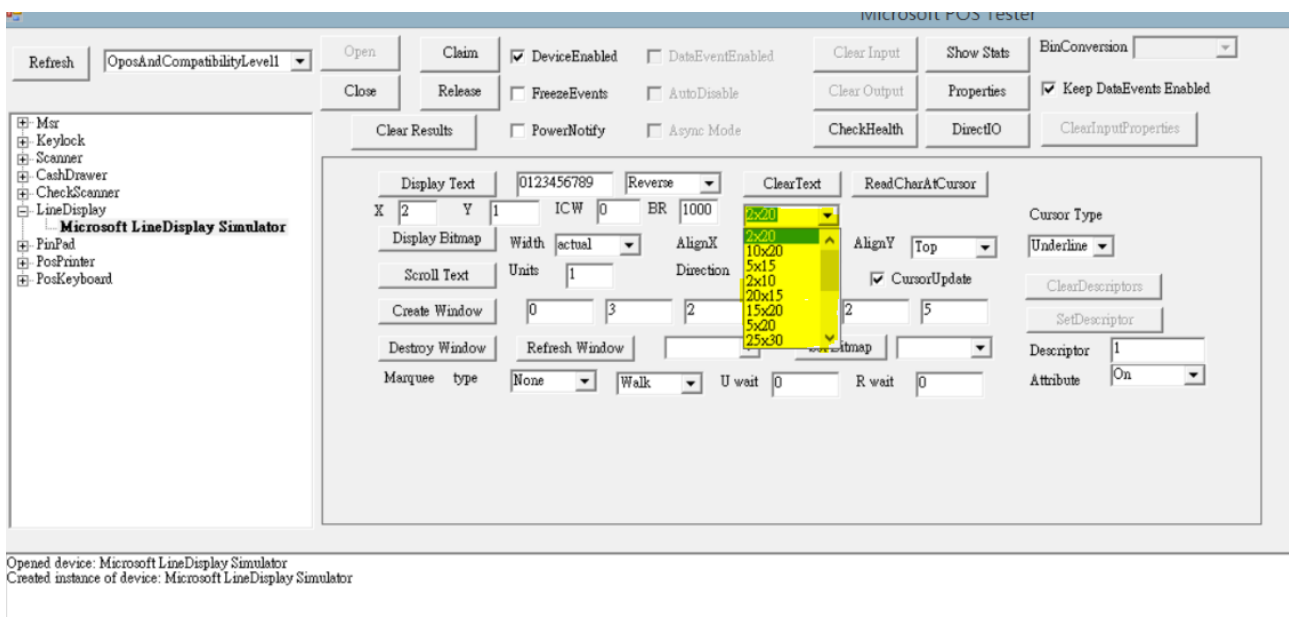 Microsoft POS Tester
Refresh OposAndCompatibilityLevel1 Open Claim DeviceEnabled DataEventEnabled Clear Input Show Stats BinConversion
Close Release FreezeEvents AutoDisable Clear Output Properties Keep DataEvents Enabled
Clear Results PowerNotify Async Mode CheckHealth DirectIO ClearInputProperties
Msr
Keylock
Scanner
CashDrawer
CheckScanner
LineDisplay
Microsoft LineDisplay Simulator
PinPad
PosPrinter
PosKeyboard
Display Text 0123456789 Reverse ClearText ReadCharAtCursor
X 2 Y 1 ICW 0 BR 1000 2x20 Cursor Type
Display Bitmap Width actual AlignX AlignY Top Underline
Scroll Text Units 1 Direction CursorUpdate ClearDescriptors
Create Window 0 3 2 2 5 SetDescriptor
Destroy Window Refresh Window Bitmap Descriptor 1
Marquee type None Walk U wait 0 R wait 0 Attribute On
2x20
10x20
5x15
2x10
20x15
15x20
5x20
25x30
Opened device: Microsoft LineDisplay Simulator
Created instance of device: Microsoft LineDisplay Simulator